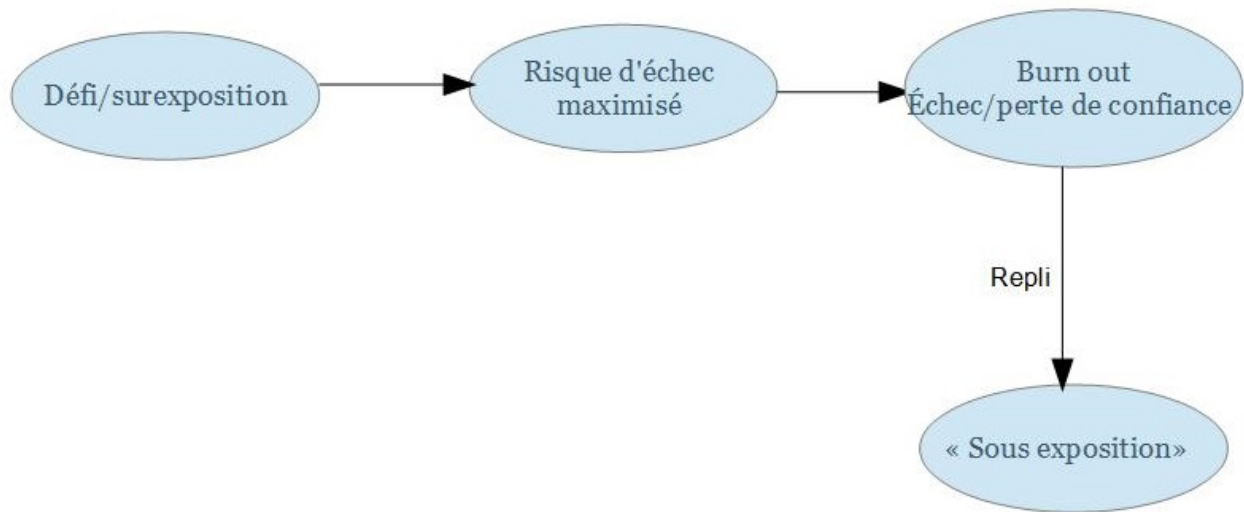 Défi/surexposition
Risque d'échec
maximisé
Burn out
Échec/perte de confiance
Repli
« Sous exposition»